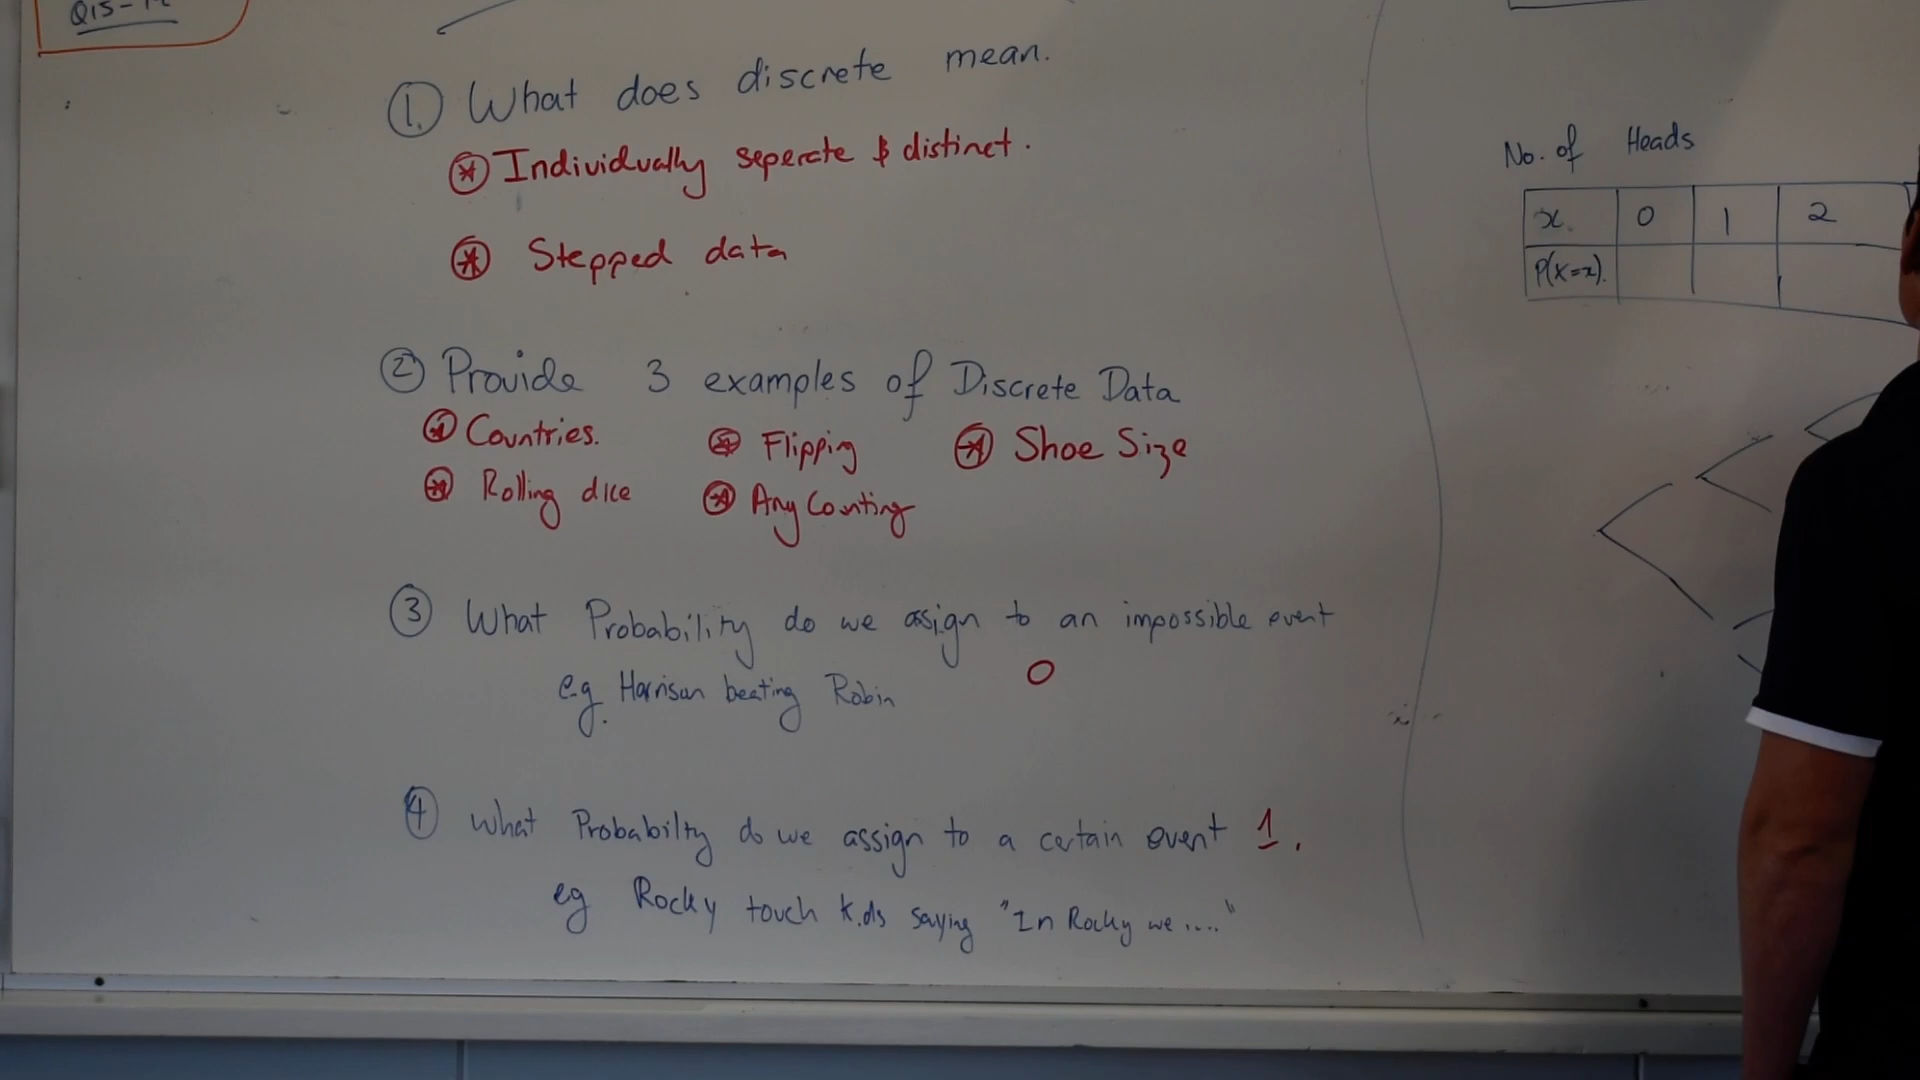 ① What does discrete mean.
Individually seperate & distinct.
Stepped data
② Provide 3 examples of Discrete Data
Countries. Flipping Shoe Size
Rolling dice Any Counting
③ What Probability do we assign to an impossible event
e.g. Harrison beating Robin 0
④ What Probabilty do we assign to a certain event 1.
eg Rocky touch kids saying "In Rocky we ...."
No. of Heads
x 0 1 2
P(X=x).